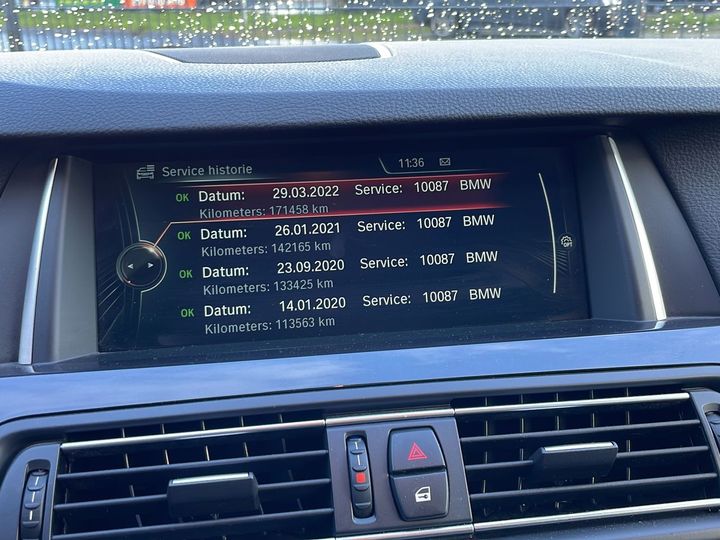 Service historie
11:36
OK Datum: 29.03.2022 Service: 10087 BMW
Kilometers: 171458 km
OK Datum: 26.01.2021 Service: 10087 BMW
Kilometers: 142165 km
OK Datum: 23.09.2020 Service: 10087 BMW
Kilometers: 133425 km
OK Datum: 14.01.2020 Service: 10087 BMW
Kilometers: 113563 km
OPT